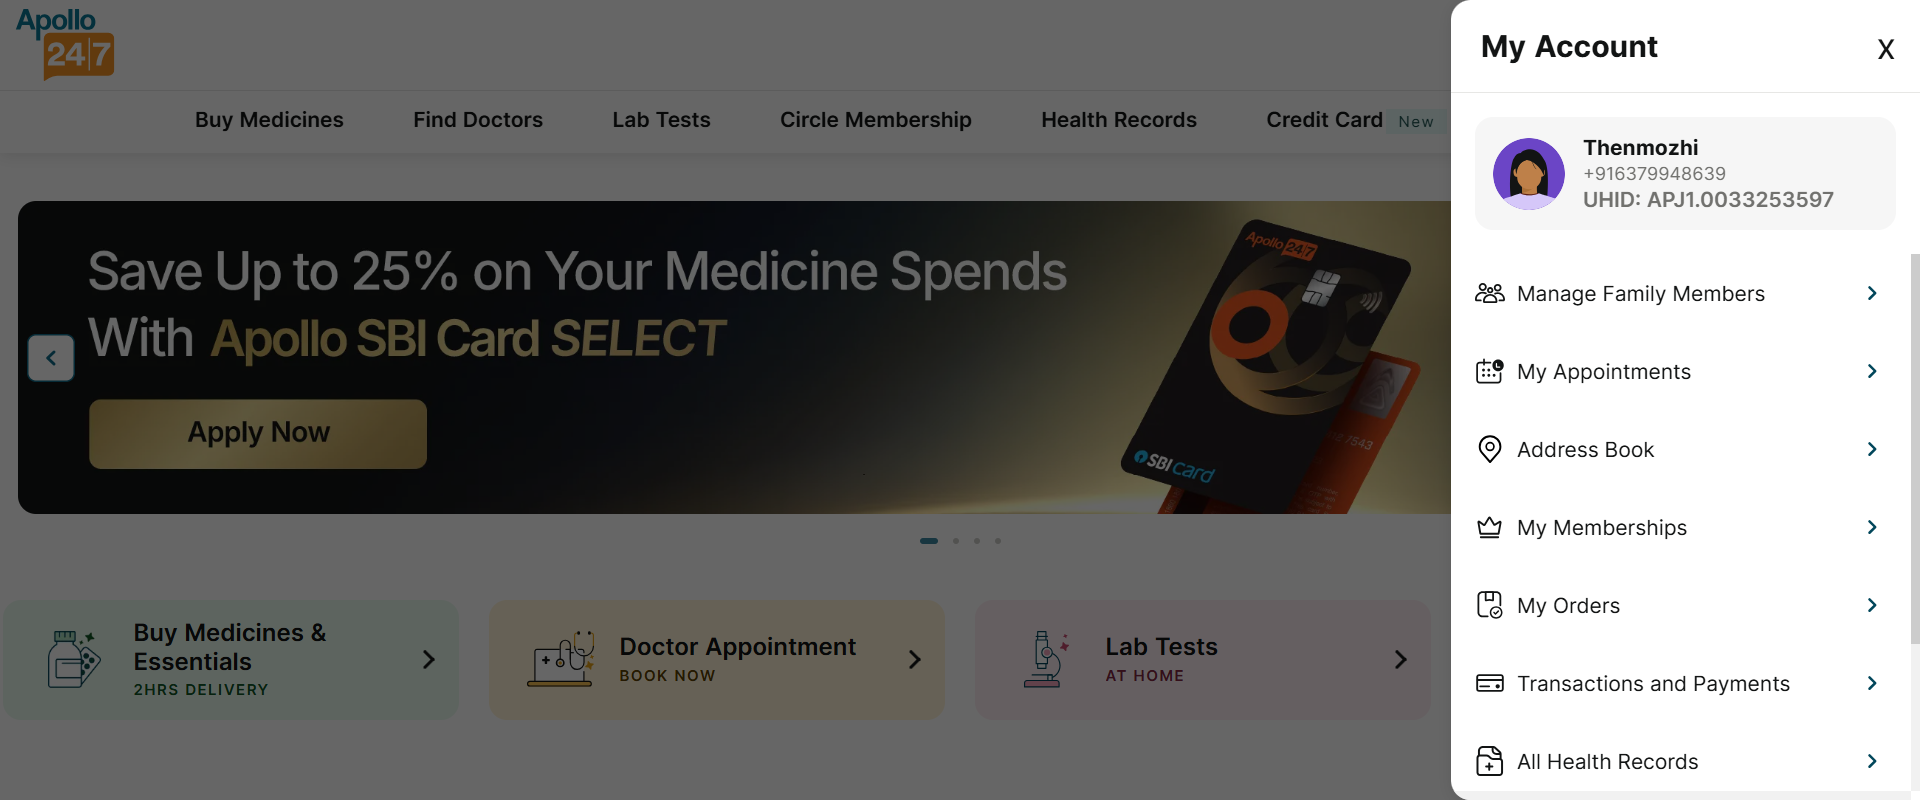 Apollo
24|7
Buy Medicines
Find Doctors
Lab Tests
Circle Membership
Health Records
Credit Card New
Save Up to 25% on Your Medicine Spends
With Apollo SBI Card SELECT
Apply Now
Apollo 24|7
SBI card
7543
Buy Medicines &
Essentials
2HRS DELIVERY
Doctor Appointment
BOOK NOW
Lab Tests
AT HOME
My Account
X
Thenmozhi
+916379948639
UHID: APJ1.0033253597
Manage Family Members
My Appointments
Address Book
My Memberships
My Orders
Transactions and Payments
All Health Records